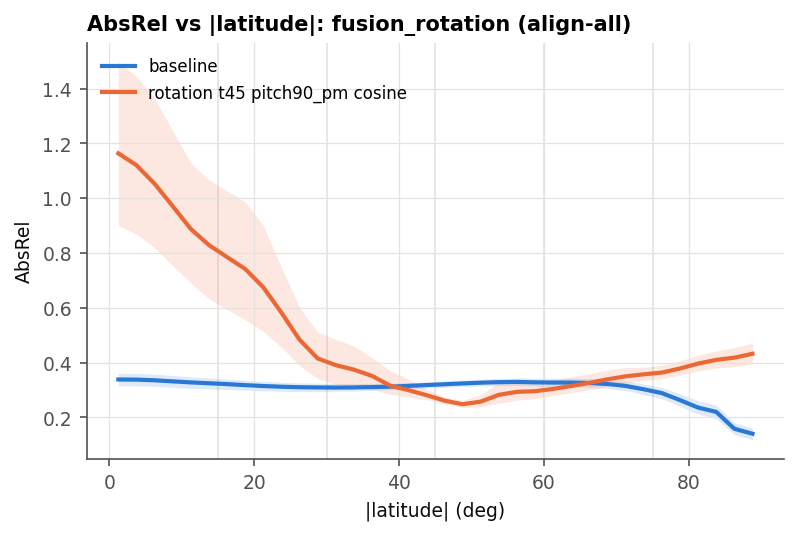 AbsRel vs |latitude|: fusion_rotation (align-all)
baseline
rotation t45 pitch90_pm cosine
AbsRel
1.4
1.2
1.0
0.8
0.6
0.4
0.2
0 20 40 60 80
|latitude| (deg)